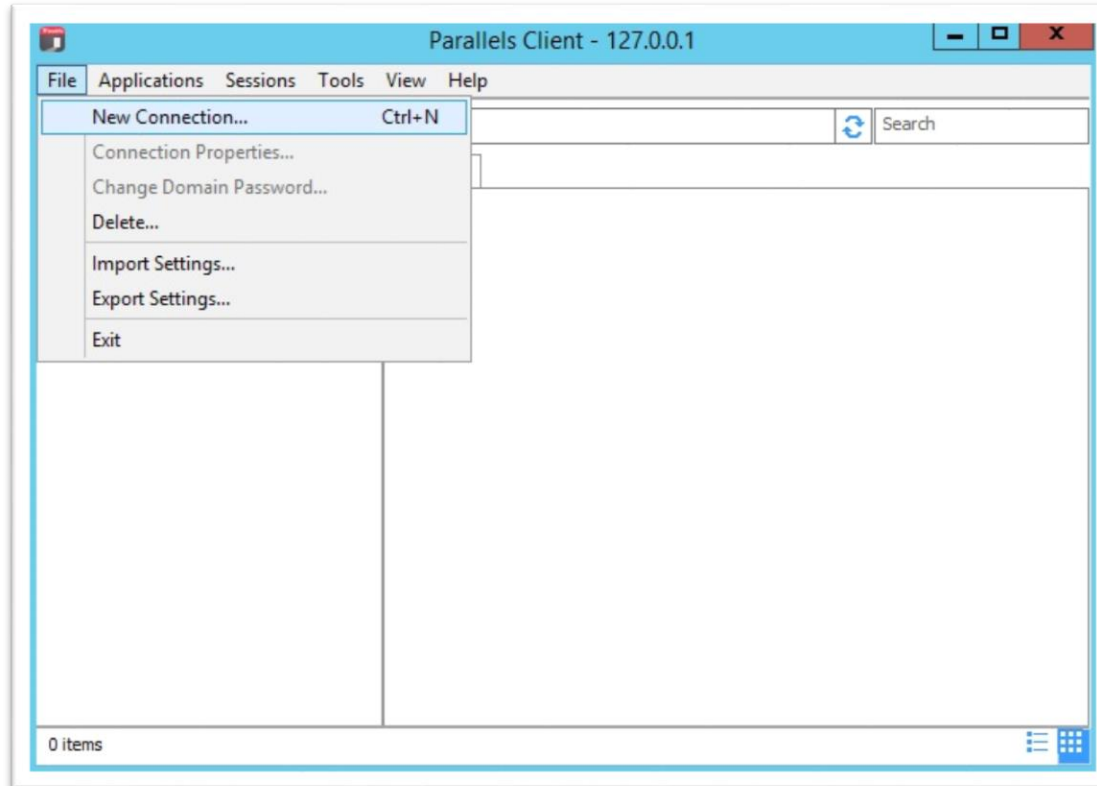 Parallels Client - 127.0.0.1
File Applications Sessions Tools View Help
New Connection... Ctrl+N
Search
Connection Properties...
Change Domain Password...
Delete...
Import Settings...
Export Settings...
Exit
0 items